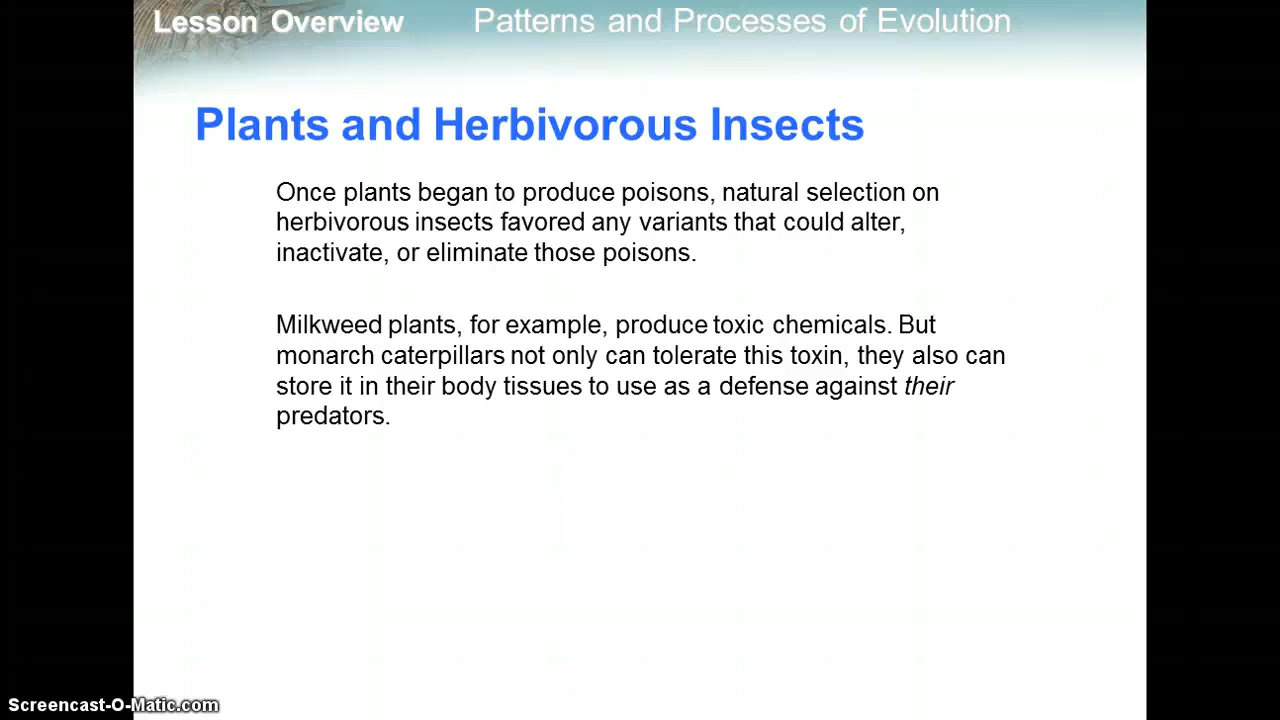 Lesson Overview Patterns and Processes of Evolution
Plants and Herbivorous Insects
Once plants began to produce poisons, natural selection on
herbivorous insects favored any variants that could alter,
inactivate, or eliminate those poisons.
Milkweed plants, for example, produce toxic chemicals. But
monarch caterpillars not only can tolerate this toxin, they also can
store it in their body tissues to use as a defense against their
predators.
Screencast-O-Matic.com